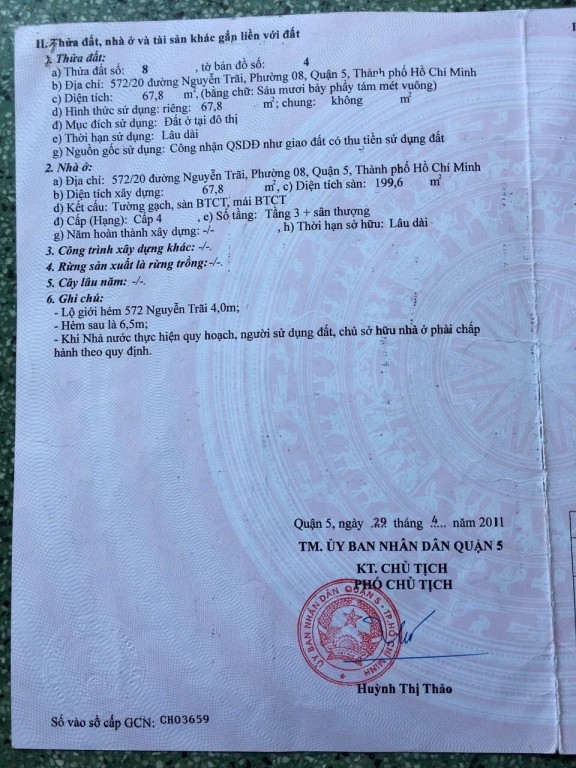 II. Thửa đất, nhà ở và tài sản khác gắn liền với đất
1. Thửa đất:
a) Thửa đất số: 8 , tờ bản đồ số: 4
b) Địa chỉ: 572/20 đường Nguyễn Trãi, Phường 08, Quận 5, Thành phố Hồ Chí Minh
c) Diện tích: 67,8 m², (bằng chữ: Sáu mươi bảy phẩy tám mét vuông)
d) Hình thức sử dụng: riêng: 67,8 m²; chung: không m²
đ) Mục đích sử dụng: Đất ở tại đô thị
e) Thời hạn sử dụng: Lâu dài
g) Nguồn gốc sử dụng: Công nhận QSDĐ như giao đất có thu tiền sử dụng đất
2. Nhà ở:
a) Địa chỉ: 572/20 đường Nguyễn Trãi, Phường 08, Quận 5, Thành phố Hồ Chí Minh
b) Diện tích xây dựng: 67,8 m², c) Diện tích sàn: 199,6 m²
d) Kết cấu: Tường gạch, sàn BTCT, mái BTCT
đ) Cấp (Hạng): Cấp 4 , e) Số tầng: Tầng 3 + sân thượng
g) Năm hoàn thành xây dựng: -/- , h) Thời hạn sở hữu: Lâu dài
3. Công trình xây dựng khác: -/-.
4. Rừng sản xuất là rừng trồng:-/-.
5. Cây lâu năm: -/-.
6. Ghi chú:
- Lộ giới hẻm 572 Nguyễn Trãi 4,0m;
- Hẻm sau là 6,5m;
- Khi Nhà nước thực hiện quy hoạch, người sử dụng đất, chủ sở hữu nhà ở phải chấp
hành theo quy định.
Quận 5, ngày .29 tháng .4.... năm 2011
TM. ỦY BAN NHÂN DÂN QUẬN 5
KT. CHỦ TỊCH
PHÓ CHỦ TỊCH
ỦY BAN NHÂN DÂN QUẬN 5 - TP. HỒ CHÍ MINH
Huỳnh Thị Thảo
Số vào sổ cấp GCN: CH03659